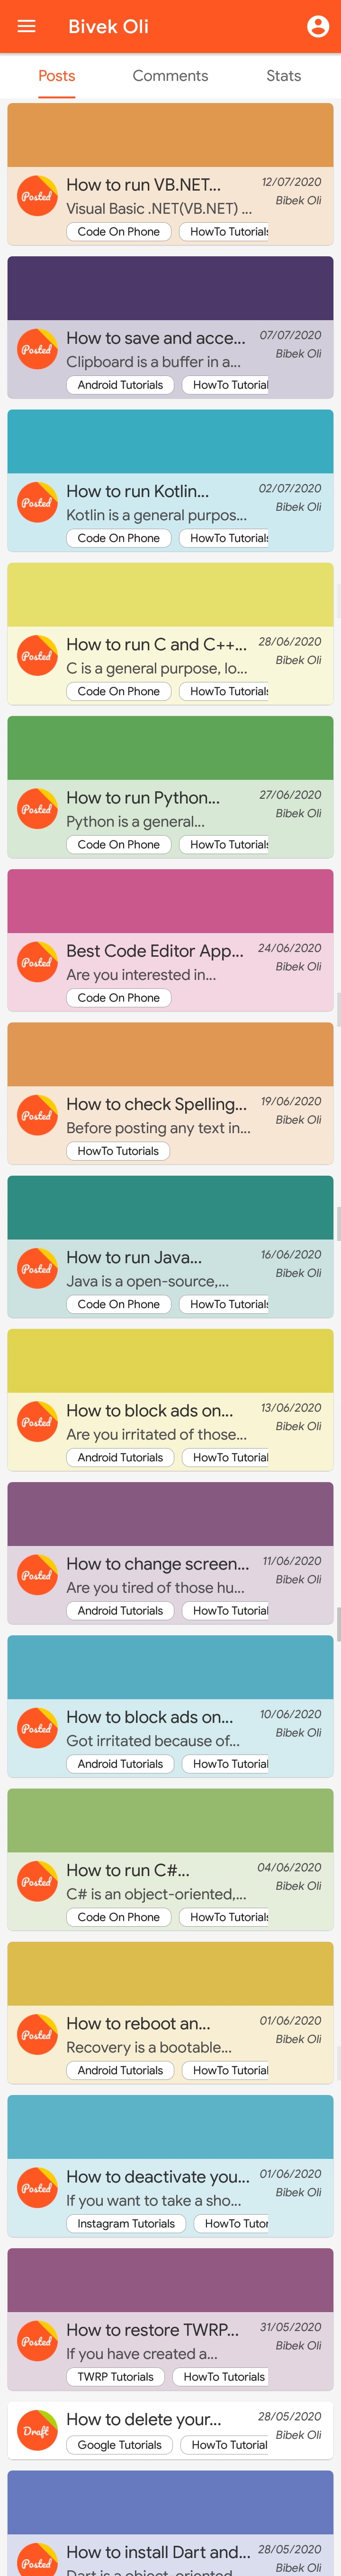 Bivek Oli
Posts Comments Stats
How to run VB.NET... 12/07/2020
Posted
Visual Basic .NET(VB.NET) ... Bibek Oli
Code On Phone HowTo Tutorials
How to save and acce... 07/07/2020
Posted
Clipboard is a buffer in a... Bibek Oli
Android Tutorials HowTo Tutorial
How to run Kotlin... 02/07/2020
Posted
Kotlin is a general purpos... Bibek Oli
Code On Phone HowTo Tutorials
How to run C and C++... 28/06/2020
Posted
C is a general purpose, lo... Bibek Oli
Code On Phone HowTo Tutorials
How to run Python... 27/06/2020
Posted
Python is a general... Bibek Oli
Code On Phone HowTo Tutorials
Best Code Editor App... 24/06/2020
Posted
Are you interested in... Bibek Oli
Code On Phone
How to check Spelling... 19/06/2020
Posted
Before posting any text in... Bibek Oli
HowTo Tutorials
How to run Java... 16/06/2020
Posted
Java is a open-source,... Bibek Oli
Code On Phone HowTo Tutorials
How to block ads on... 13/06/2020
Posted
Are you irritated of those... Bibek Oli
Android Tutorials HowTo Tutorial
How to change screen... 11/06/2020
Posted
Are you tired of those hu... Bibek Oli
Android Tutorials HowTo Tutorial
How to block ads on... 10/06/2020
Posted
Got irritated because of... Bibek Oli
Android Tutorials HowTo Tutorial
How to run C#... 04/06/2020
Posted
C# is an object-oriented,... Bibek Oli
Code On Phone HowTo Tutorials
How to reboot an... 01/06/2020
Posted
Recovery is a bootable... Bibek Oli
Android Tutorials HowTo Tutorial
How to deactivate you... 01/06/2020
Posted
If you want to take a sho... Bibek Oli
Instagram Tutorials HowTo Tutor
How to restore TWRP... 31/05/2020
Posted
If you have created a... Bibek Oli
TWRP Tutorials HowTo Tutorials
How to delete your... 28/05/2020
Draft
Bibek Oli
Google Tutorials HowTo Tutorial
How to install Dart and... 28/05/2020
Posted
Dart is a object-oriented Bibek Oli